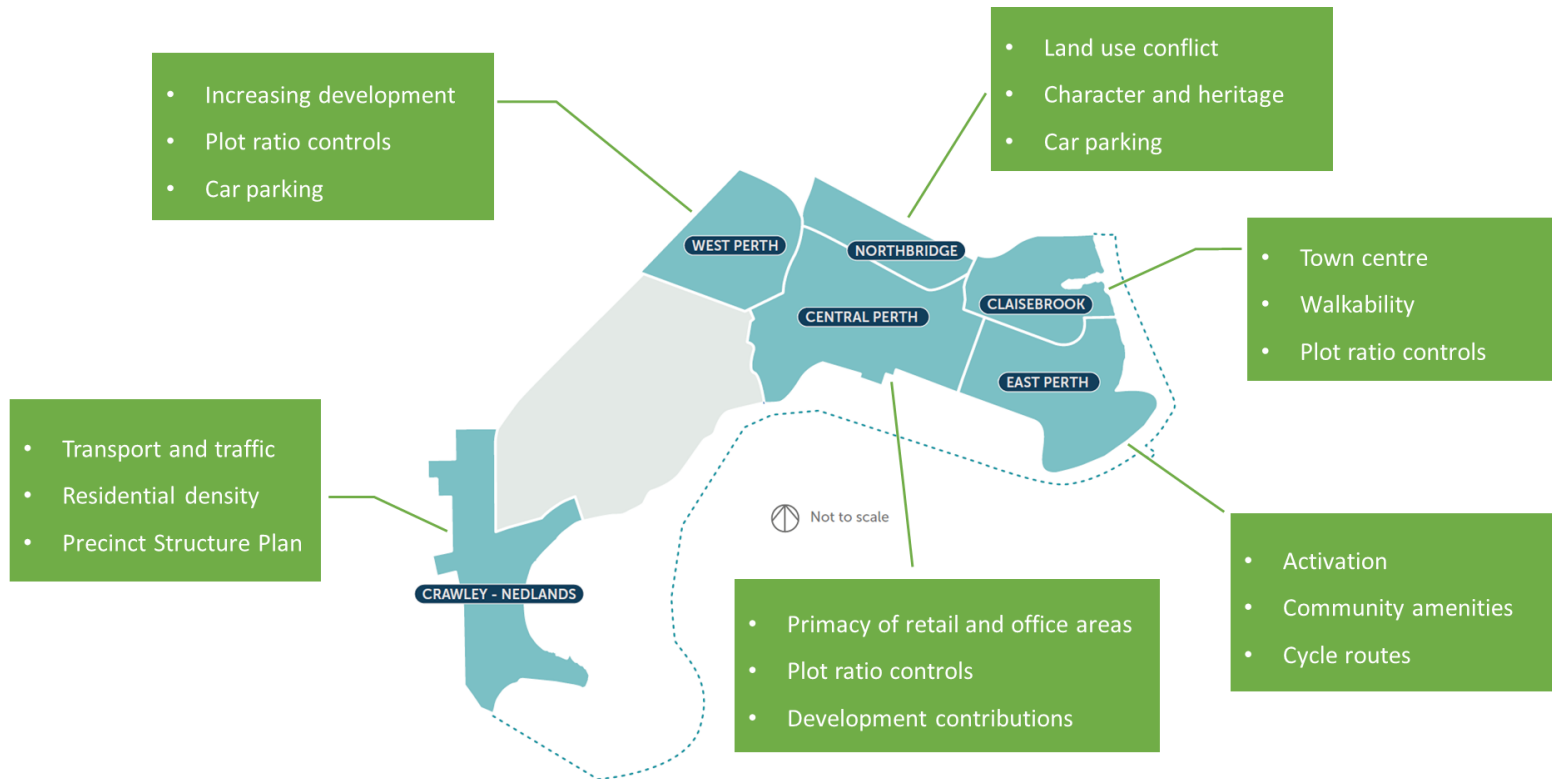 • Increasing development
• Plot ratio controls
• Car parking
• Land use conflict
• Character and heritage
• Car parking
WEST PERTH
NORTHBRIDGE
CLAISEBROOK
CENTRAL PERTH
EAST PERTH
• Town centre
• Walkability
• Plot ratio controls
• Transport and traffic
• Residential density
• Precinct Structure Plan
CRAWLEY - NEDLANDS
Not to scale
• Primacy of retail and office areas
• Plot ratio controls
• Development contributions
• Activation
• Community amenities
• Cycle routes